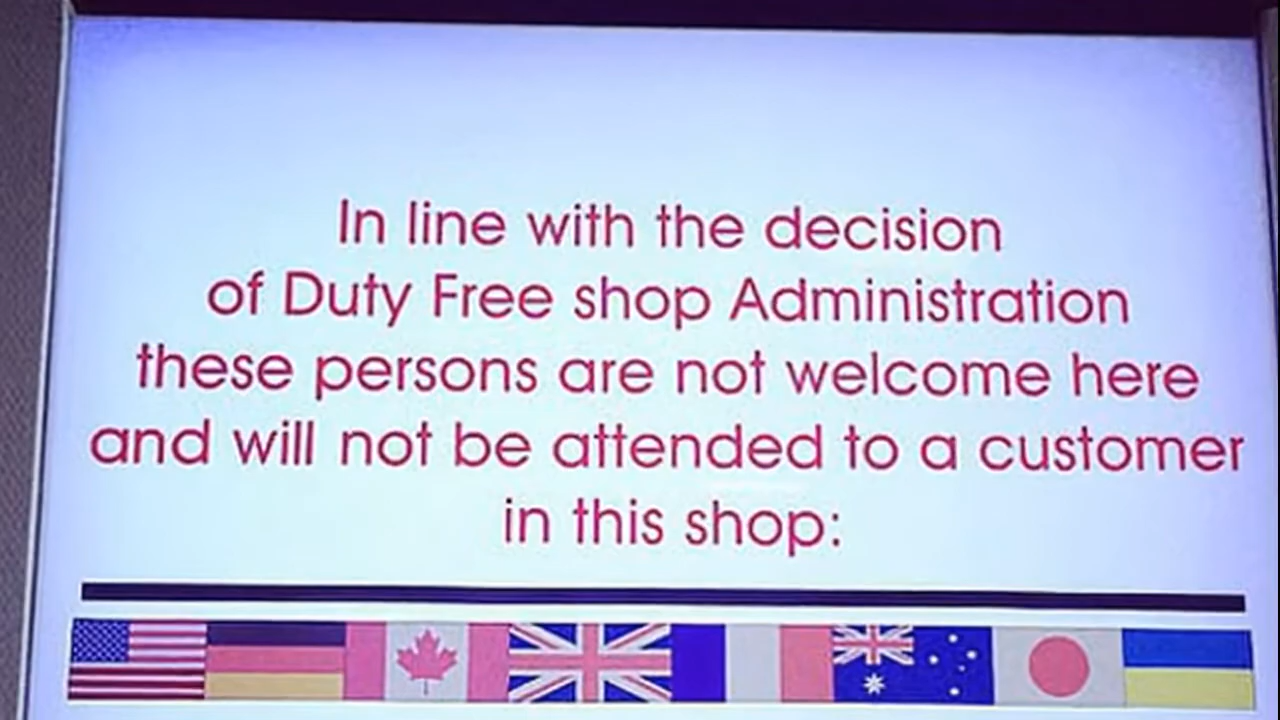 In line with the decision
of Duty Free shop Administration
these persons are not welcome here
and will not be attended to a customer
in this shop: